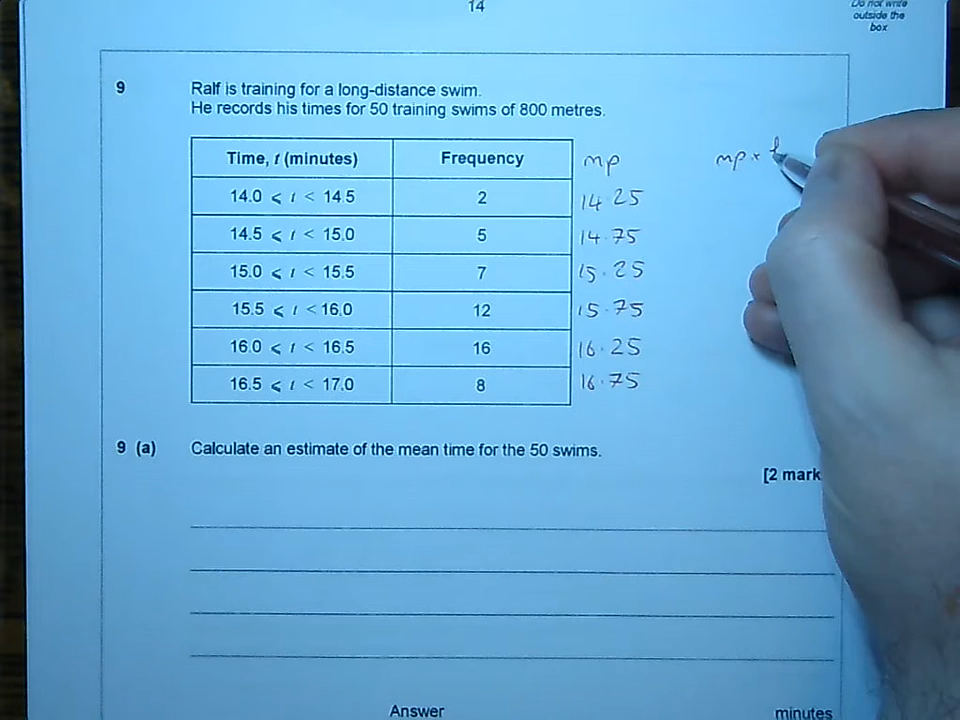 14
Do not write
outside the
box
9 Ralf is training for a long-distance swim.
He records his times for 50 training swims of 800 metres.
Time, t (minutes) Frequency mp mp × f
14.0 ⩽ t < 14.5 2 14.25
14.5 ⩽ t < 15.0 5 14.75
15.0 ⩽ t < 15.5 7 15.25
15.5 ⩽ t < 16.0 12 15.75
16.0 ⩽ t < 16.5 16 16.25
16.5 ⩽ t < 17.0 8 16.75
9 (a) Calculate an estimate of the mean time for the 50 swims.
[2 mark
Answer minutes